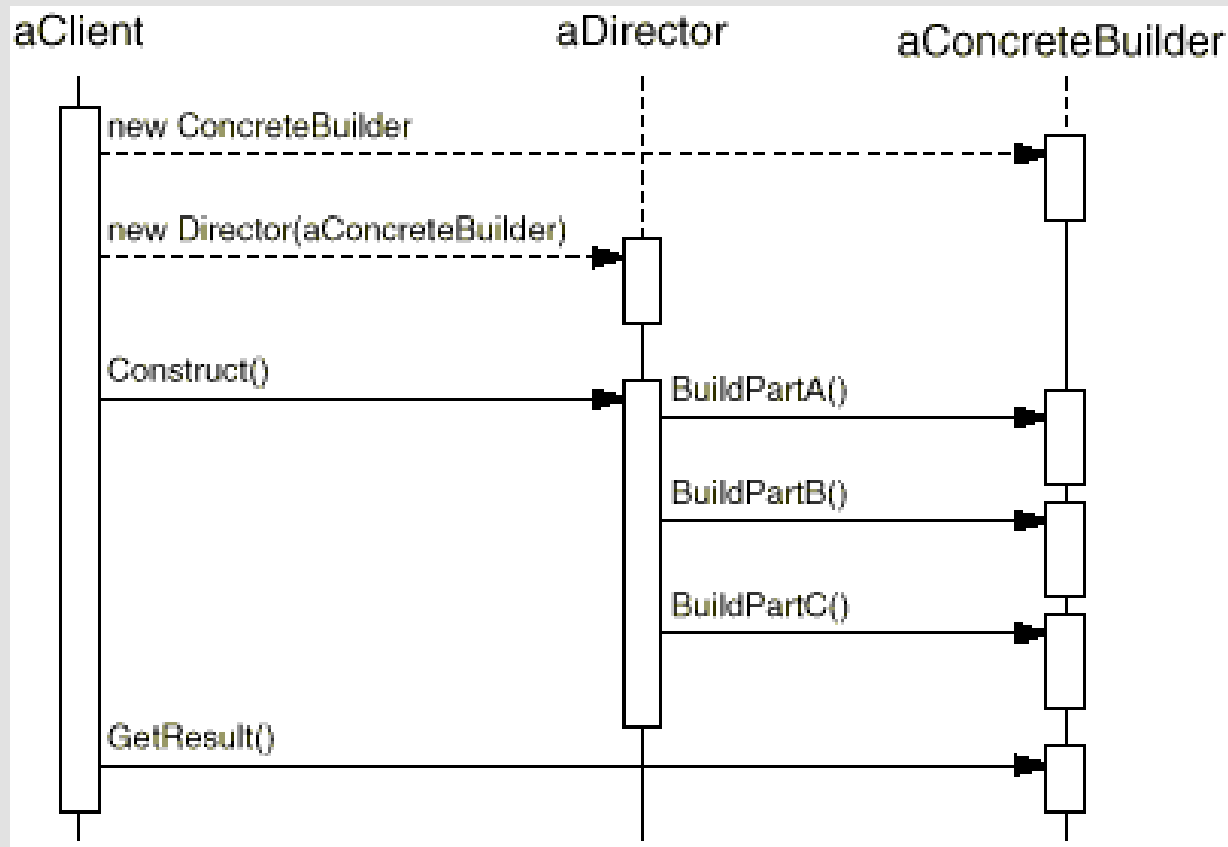 aClient
aDirector
aConcreteBuilder
new ConcreteBuilder
new Director(aConcreteBuilder)
Construct()
BuildPartA()
BuildPartB()
BuildPartC()
GetResult()